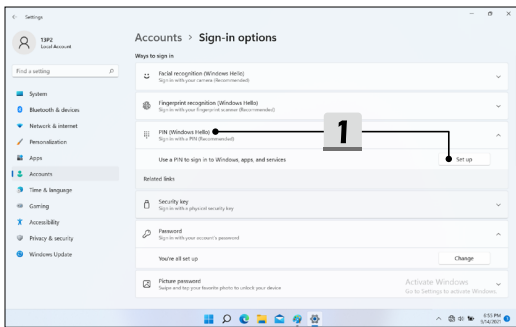 Settings
13P2
Local Account
Find a setting
System
Bluetooth & devices
Network & internet
Personalization
Apps
Accounts
Time & language
Gaming
Accessibility
Privacy & security
Windows Update
Accounts > Sign-in options
Ways to sign in
Facial recognition (Windows Hello)
Sign in with your camera (Recommended)
Fingerprint recognition (Windows Hello)
Sign in with your fingerprint scanner (Recommended)
PIN (Windows Hello)
Sign in with a PIN (Recommended)
1
Use a PIN to sign in to Windows, apps, and services
Set up
Related links
Security key
Sign in with a physical security key
Password
Sign in with your account's password
You're all set up
Change
Picture password
Swipe and tap your favorite photo to unlock your device
Activate Windows
Go to Settings to activate Windows.
6:53 PM
5/14/2021